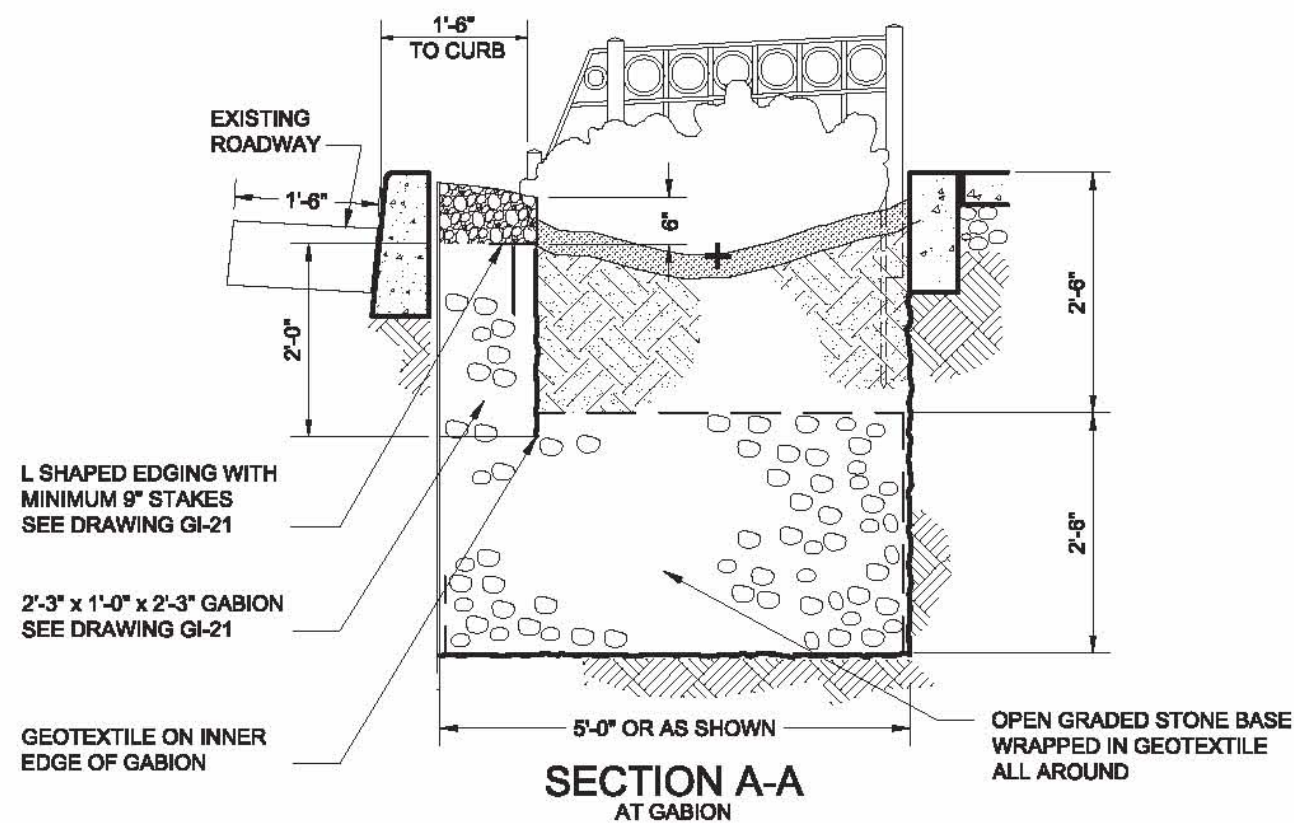 1'-6"
TO CURB
EXISTING
ROADWAY
1'-6"
6"
2'-6"
2'-0"
L SHAPED EDGING WITH
MINIMUM 9" STAKES
SEE DRAWING GI-21
2'-6"
2'-3" x 1'-0" x 2'-3" GABION
SEE DRAWING GI-21
GEOTEXTILE ON INNER
EDGE OF GABION
5'-0" OR AS SHOWN
OPEN GRADED STONE BASE
WRAPPED IN GEOTEXTILE
ALL AROUND
SECTION A-A
AT GABION